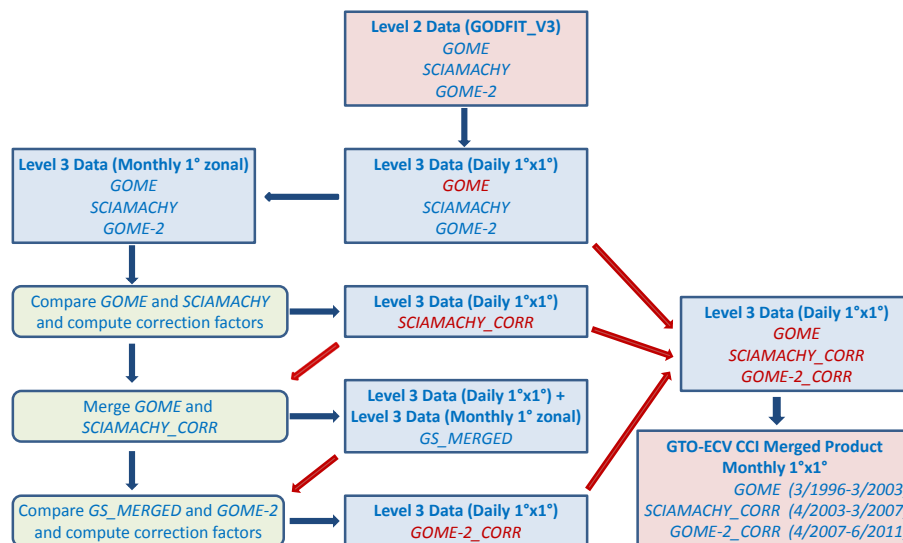 Level 2 Data (GODFIT_V3)
GOME
SCIAMACHY
GOME-2
Level 3 Data (Monthly 1° zonal)
GOME
SCIAMACHY
GOME-2
Level 3 Data (Daily 1°x1°)
GOME
SCIAMACHY
GOME-2
Compare GOME and SCIAMACHY
and compute correction factors
Level 3 Data (Daily 1°x1°)
SCIAMACHY_CORR
Level 3 Data (Daily 1°x1°)
GOME
SCIAMACHY_CORR
GOME-2_CORR
Merge GOME and
SCIAMACHY_CORR
Level 3 Data (Daily 1°x1°) +
Level 3 Data (Monthly 1° zonal)
GS_MERGED
GTO-ECV CCI Merged Product
Monthly 1°x1°
GOME (3/1996-3/2003)
SCIAMACHY_CORR (4/2003-3/2007)
GOME-2_CORR (4/2007-6/2011)
Compare GS_MERGED and GOME-2
and compute correction factors
Level 3 Data (Daily 1°x1°)
GOME-2_CORR